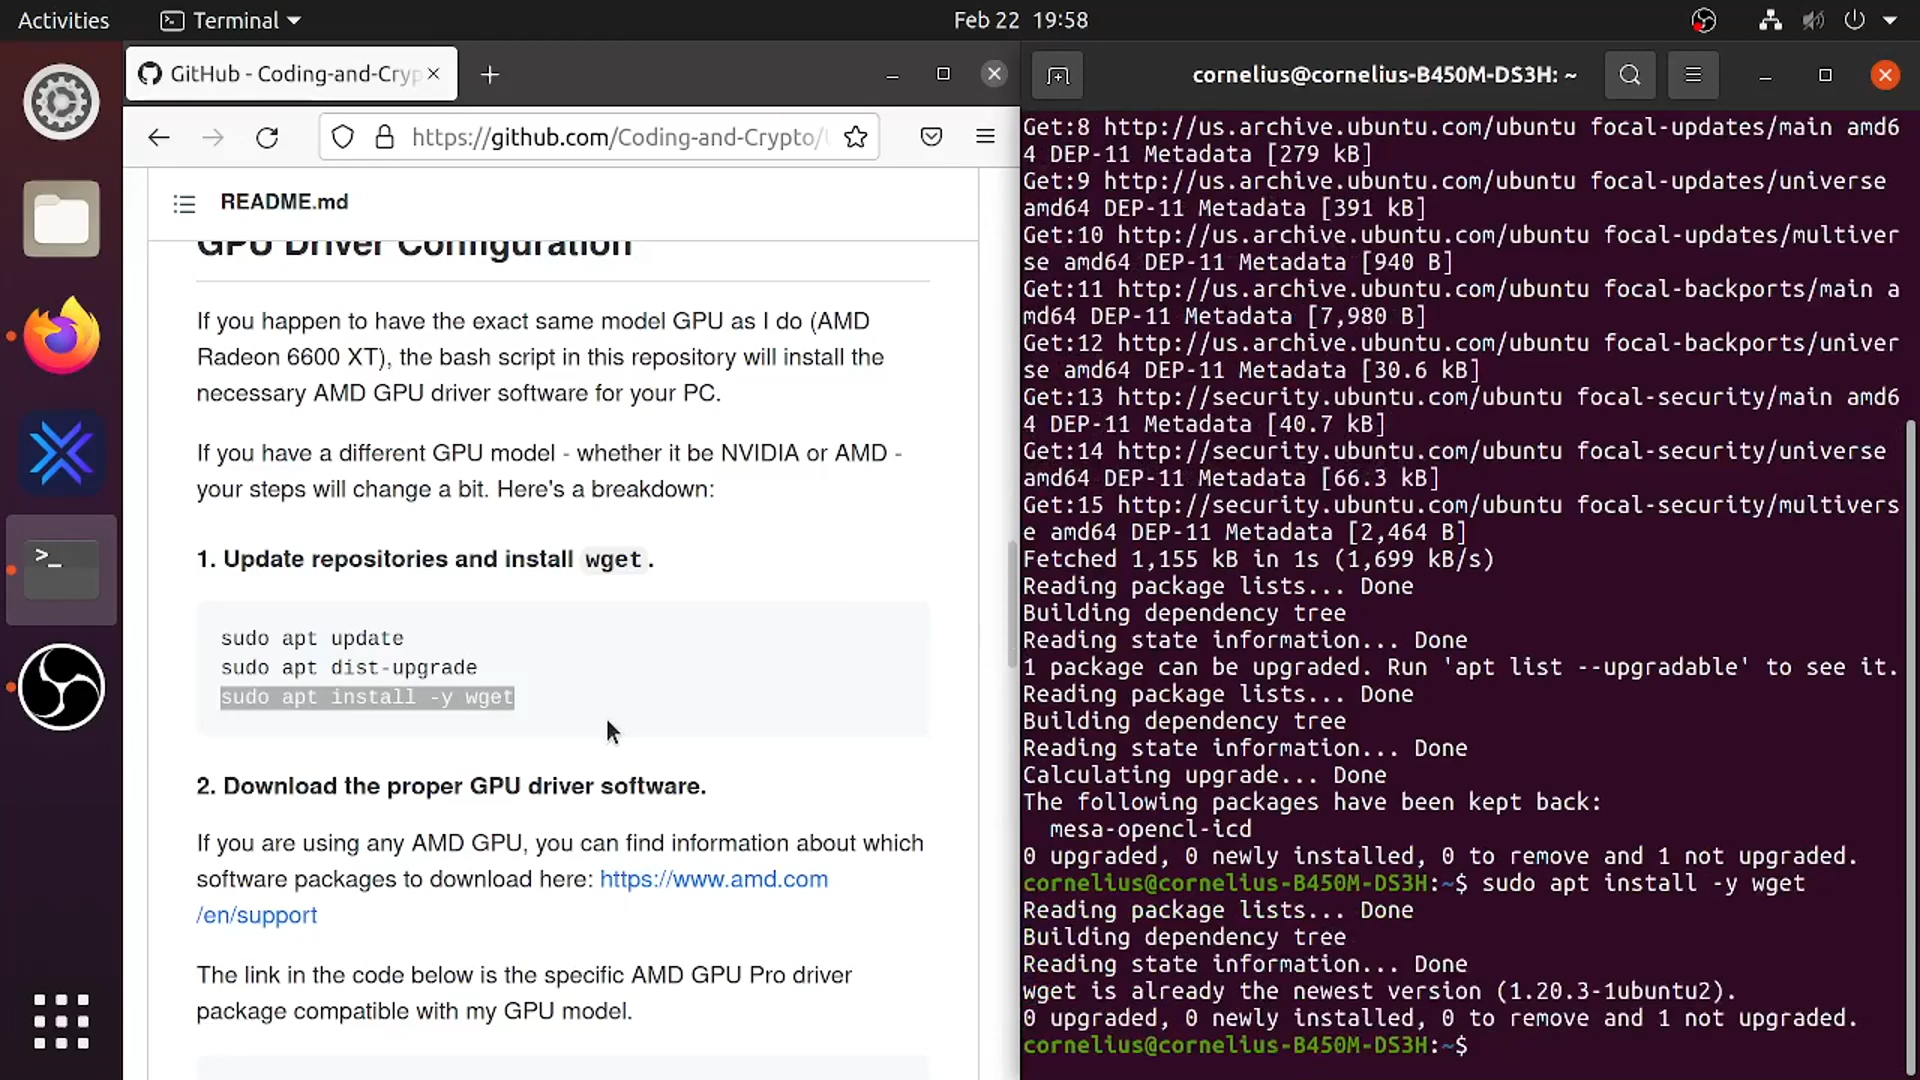 Activities
Terminal
Feb 22 19:58
GitHub - Coding-and-Cryp
https://github.com/Coding-and-Crypto/
README.md
GPU Driver Configuration
If you happen to have the exact same model GPU as I do (AMD
Radeon 6600 XT), the bash script in this repository will install the
necessary AMD GPU driver software for your PC.
If you have a different GPU model - whether it be NVIDIA or AMD -
your steps will change a bit. Here's a breakdown:
1. Update repositories and install wget.
sudo apt update
sudo apt dist-upgrade
sudo apt install -y wget
2. Download the proper GPU driver software.
If you are using any AMD GPU, you can find information about which
software packages to download here: https://www.amd.com
/en/support
The link in the code below is the specific AMD GPU Pro driver
package compatible with my GPU model.
cornelius@cornelius-B450M-DS3H: ~
Get:8 http://us.archive.ubuntu.com/ubuntu focal-updates/main amd6
4 DEP-11 Metadata [279 kB]
Get:9 http://us.archive.ubuntu.com/ubuntu focal-updates/universe
amd64 DEP-11 Metadata [391 kB]
Get:10 http://us.archive.ubuntu.com/ubuntu focal-updates/multiver
se amd64 DEP-11 Metadata [940 B]
Get:11 http://us.archive.ubuntu.com/ubuntu focal-backports/main a
md64 DEP-11 Metadata [7,980 B]
Get:12 http://us.archive.ubuntu.com/ubuntu focal-backports/univer
se amd64 DEP-11 Metadata [30.6 kB]
Get:13 http://security.ubuntu.com/ubuntu focal-security/main amd6
4 DEP-11 Metadata [40.7 kB]
Get:14 http://security.ubuntu.com/ubuntu focal-security/universe
amd64 DEP-11 Metadata [66.3 kB]
Get:15 http://security.ubuntu.com/ubuntu focal-security/multivers
e amd64 DEP-11 Metadata [2,464 B]
Fetched 1,155 kB in 1s (1,699 kB/s)
Reading package lists... Done
Building dependency tree
Reading state information... Done
1 package can be upgraded. Run 'apt list --upgradable' to see it.
Reading package lists... Done
Building dependency tree
Reading state information... Done
Calculating upgrade... Done
The following packages have been kept back:
mesa-opencl-icd
0 upgraded, 0 newly installed, 0 to remove and 1 not upgraded.
cornelius@cornelius-B450M-DS3H:~$ sudo apt install -y wget
Reading package lists... Done
Building dependency tree
Reading state information... Done
wget is already the newest version (1.20.3-1ubuntu2).
0 upgraded, 0 newly installed, 0 to remove and 1 not upgraded.
cornelius@cornelius-B450M-DS3H:~$